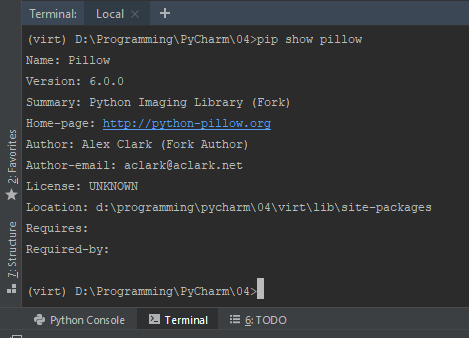 Terminal: Local × +
(virt) D:\Programming\PyCharm\04>pip show pillow
Name: Pillow
Version: 6.0.0
Summary: Python Imaging Library (Fork)
Home-page: http://python-pillow.org
Author: Alex Clark (Fork Author)
Author-email: aclark@aclark.net
License: UNKNOWN
Location: d:\programming\pycharm\04\virt\lib\site-packages
Requires:
Required-by:
(virt) D:\Programming\PyCharm\04>
2: Favorites
7: Structure
Python Console Terminal 6: TODO